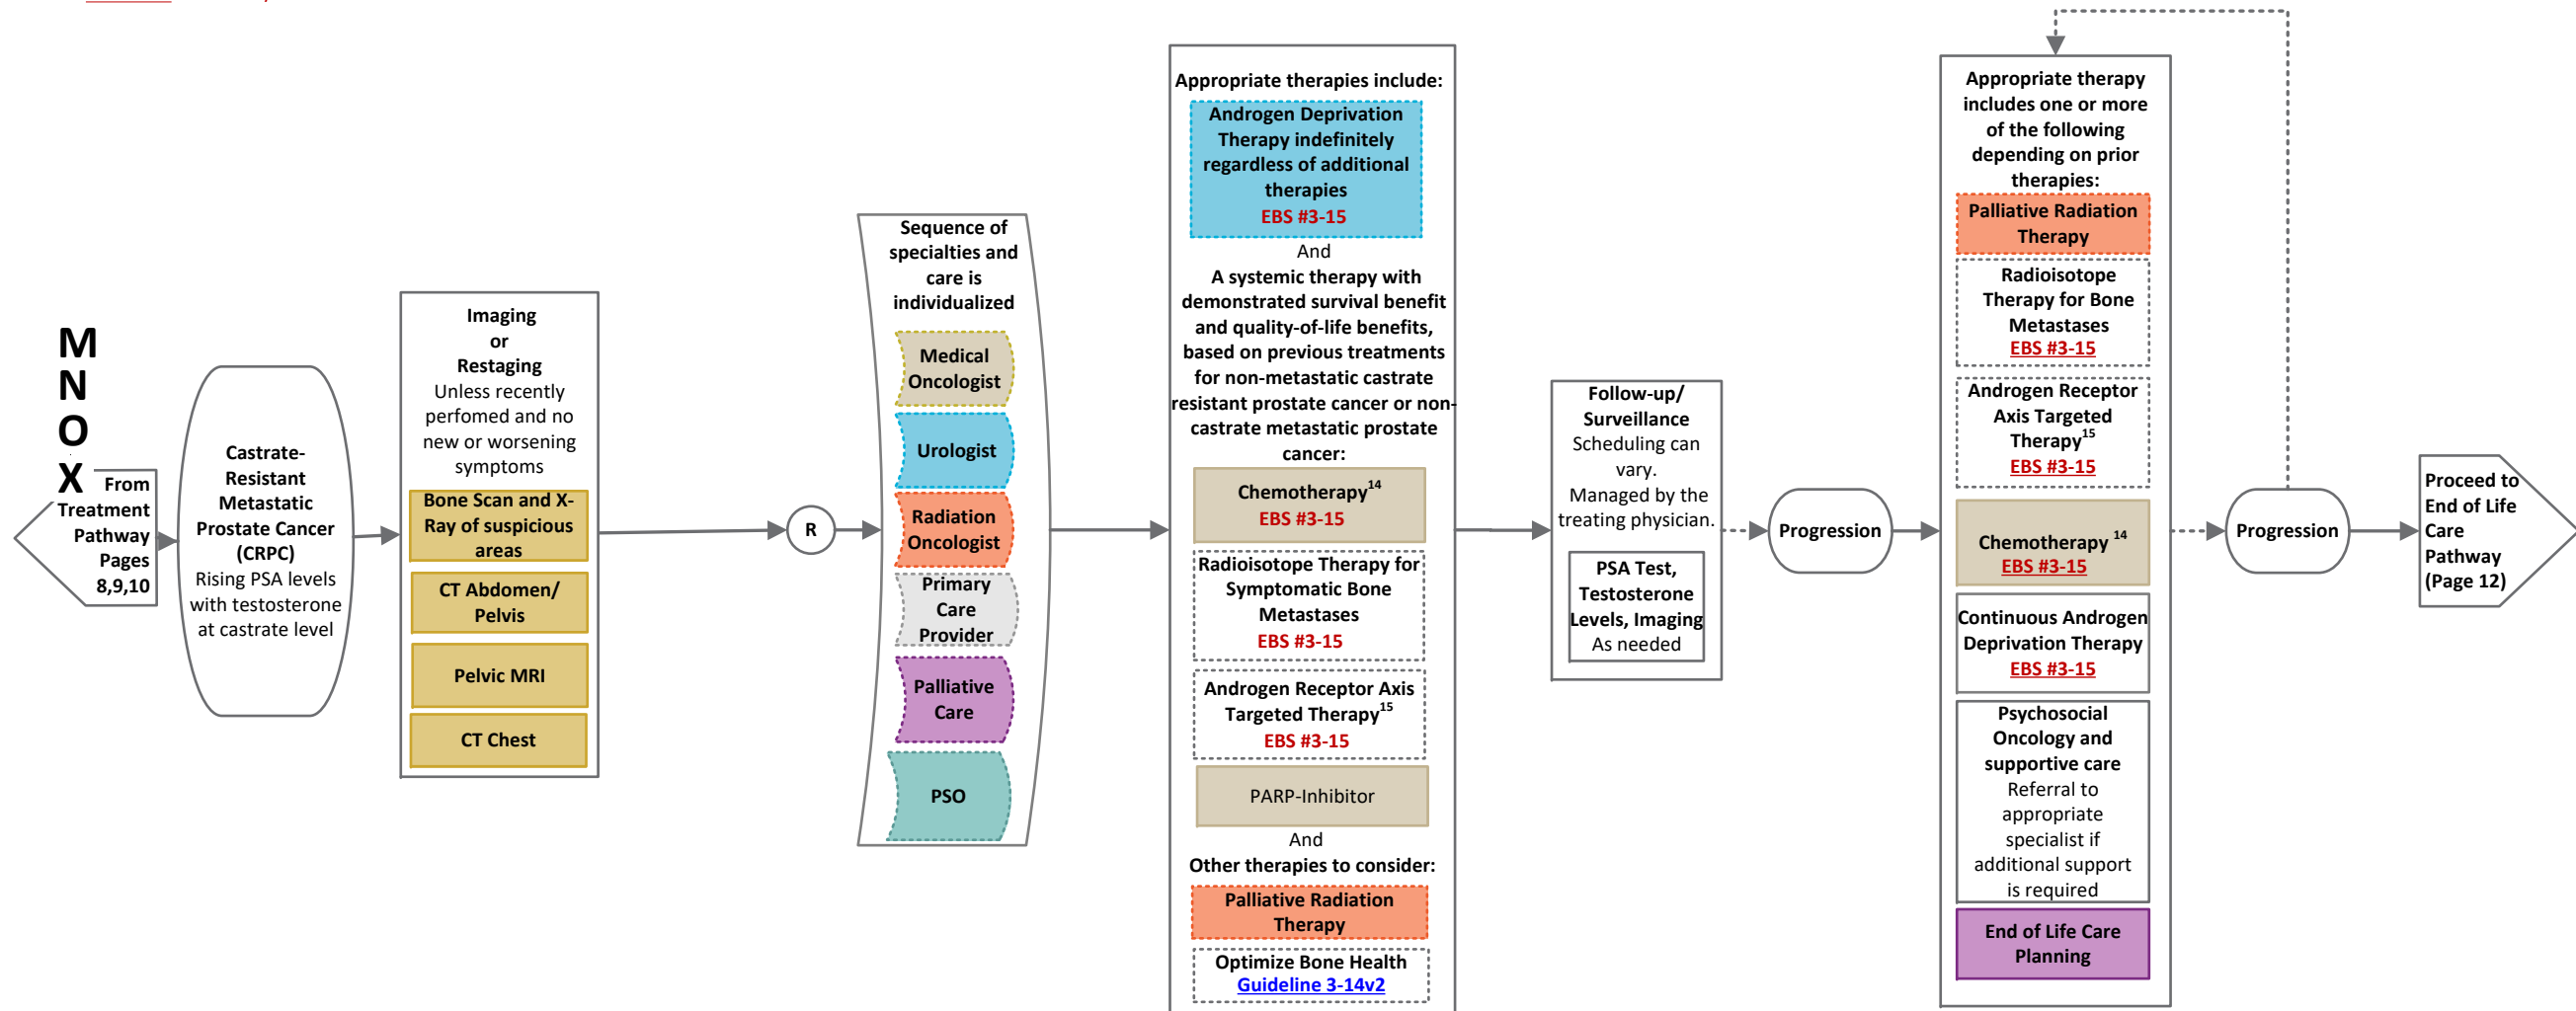 M
N
O
X
From
Treatment
Pathway
Pages
8,9,10
Castrate-
Resistant
Metastatic
Prostate Cancer
(CRPC)
Rising PSA levels
with testosterone
at castrate level
Imaging
or
Restaging
Unless recently
perfomed and no
new or worsening
symptoms
Bone Scan and X-
Ray of suspicious
areas
CT Abdomen/
Pelvis
Pelvic MRI
CT Chest
R
Sequence of
specialties and
care is
individualized
Medical
Oncologist
Urologist
Radiation
Oncologist
Primary
Care
Provider
Palliative
Care
PSO
Appropriate therapies include:
Androgen Deprivation
Therapy indefinitely
regardless of additional
therapies
EBS #3-15
And
A systemic therapy with
demonstrated survival benefit
and quality-of-life benefits,
based on previous treatments
for non-metastatic castrate
resistant prostate cancer or non-
castrate metastatic prostate
cancer:
Chemotherapy14
EBS #3-15
Radioisotope Therapy for
Symptomatic Bone
Metastases
EBS #3-15
Androgen Receptor Axis
Targeted Therapy15
EBS #3-15
PARP-Inhibitor
And
Other therapies to consider:
Palliative Radiation
Therapy
Optimize Bone Health
Guideline 3-14v2
Follow-up/
Surveillance
Scheduling can
vary.
Managed by the
treating physician.
PSA Test,
Testosterone
Levels, Imaging
As needed
Progression
Appropriate therapy
includes one or more
of the following
depending on prior
therapies:
Palliative Radiation
Therapy
Radioisotope
Therapy for Bone
Metastases
EBS #3-15
Androgen Receptor
Axis Targeted
Therapy15
EBS #3-15
Chemotherapy 14
EBS #3-15
Continuous Androgen
Deprivation Therapy
EBS #3-15
Psychosocial
Oncology and
supportive care
Referral to
appropriate
specialist if
additional support
is required
End of Life Care
Planning
Progression
Proceed to
End of Life
Care
Pathway
(Page 12)